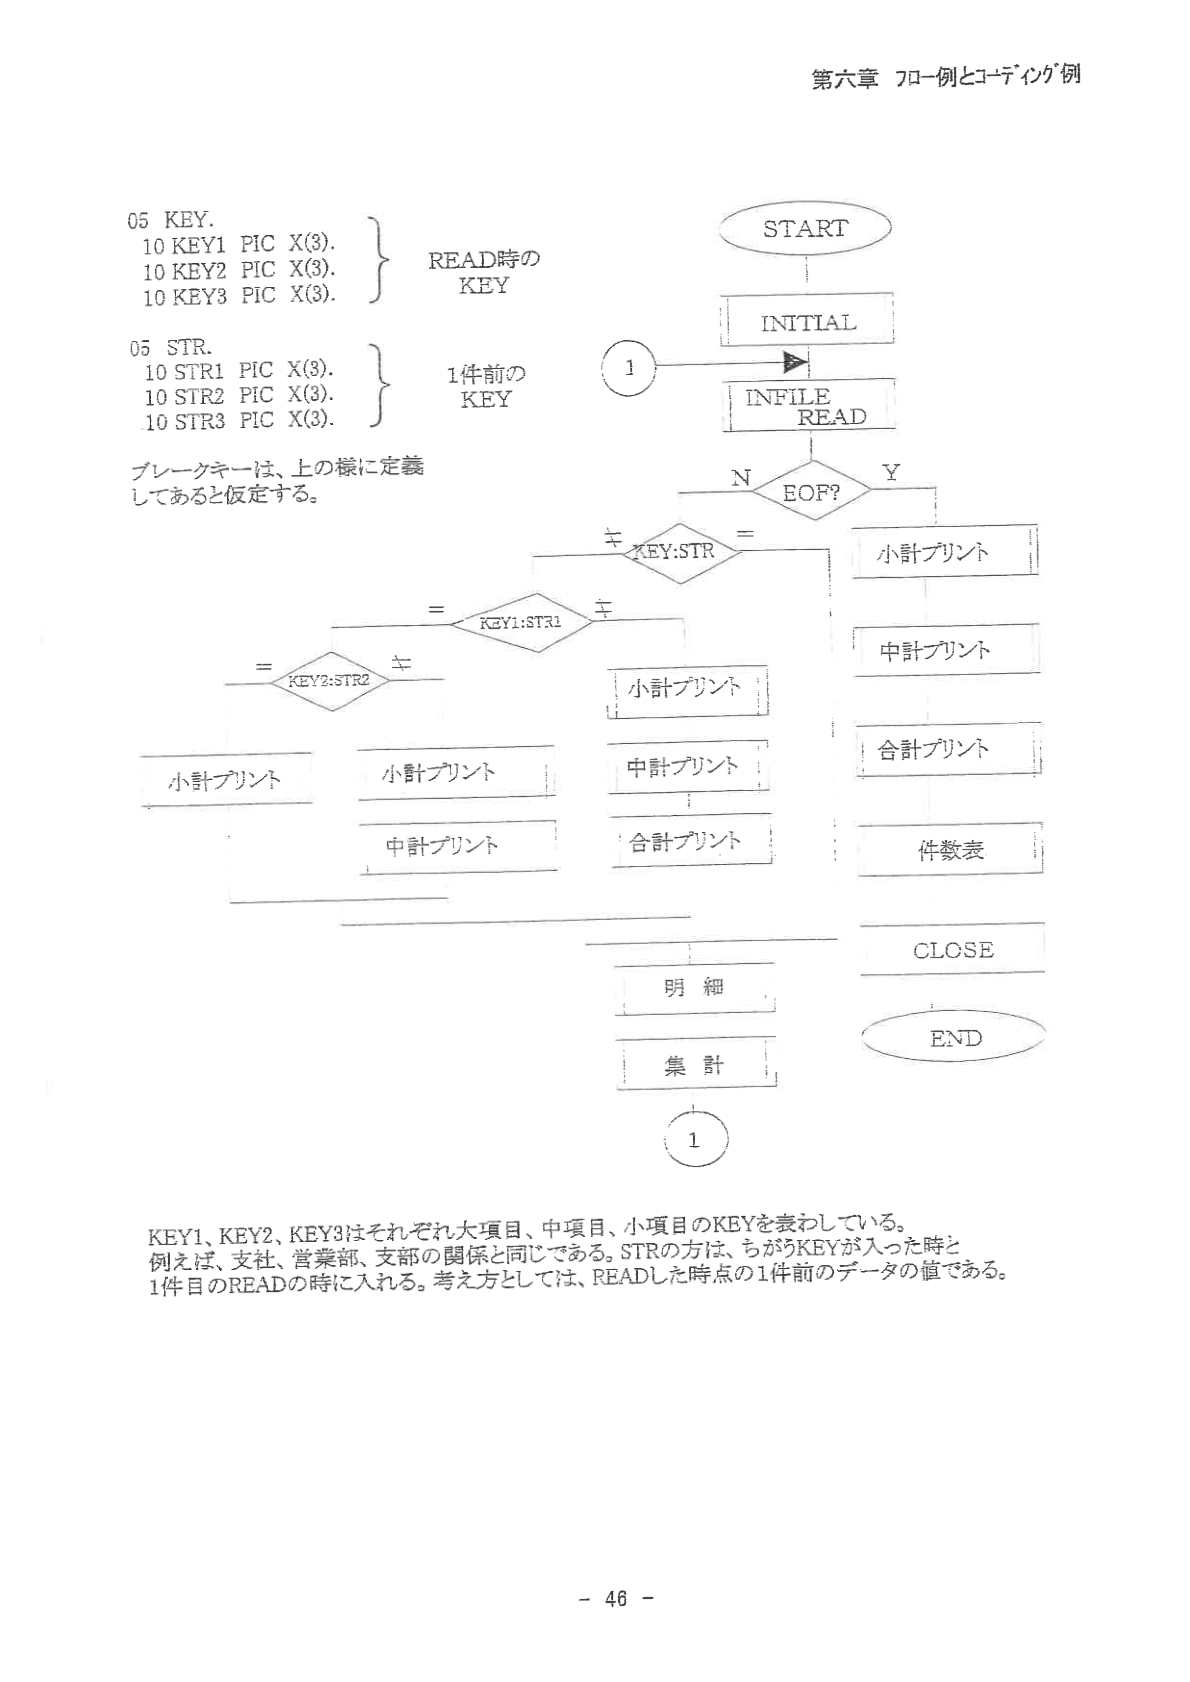 第六章 フロー例とコーディング例
05 KEY.
10 KEY1 PIC X(3).
10 KEY2 PIC X(3).
10 KEY3 PIC X(3).
READ時の
KEY
05 STR.
10 STR1 PIC X(3).
10 STR2 PIC X(3).
10 STR3 PIC X(3).
1件前の
KEY
ブレークキーは、上の様に定義
してあると仮定する。
START
INITIAL
1
INFILE
READ
N
EOF?
Y
≠
KEY:STR
=
小計プリント
=
KEY1:STR1
≠
中計プリント
=
KEY2:STR2
≠
小計プリント
合計プリント
小計プリント
小計プリント
中計プリント
中計プリント
合計プリント
件数表
CLOSE
明 細
END
集 計
1
KEY1、KEY2、KEY3はそれぞれ大項目、中項目、小項目のKEYを表わしている。
例えば、支社、営業部、支部の関係と同じである。STRの方は、ちがうKEYが入った時と
1件目のREADの時に入れる。考え方としては、READした時点の1件前のデータの値である。
- 46 -